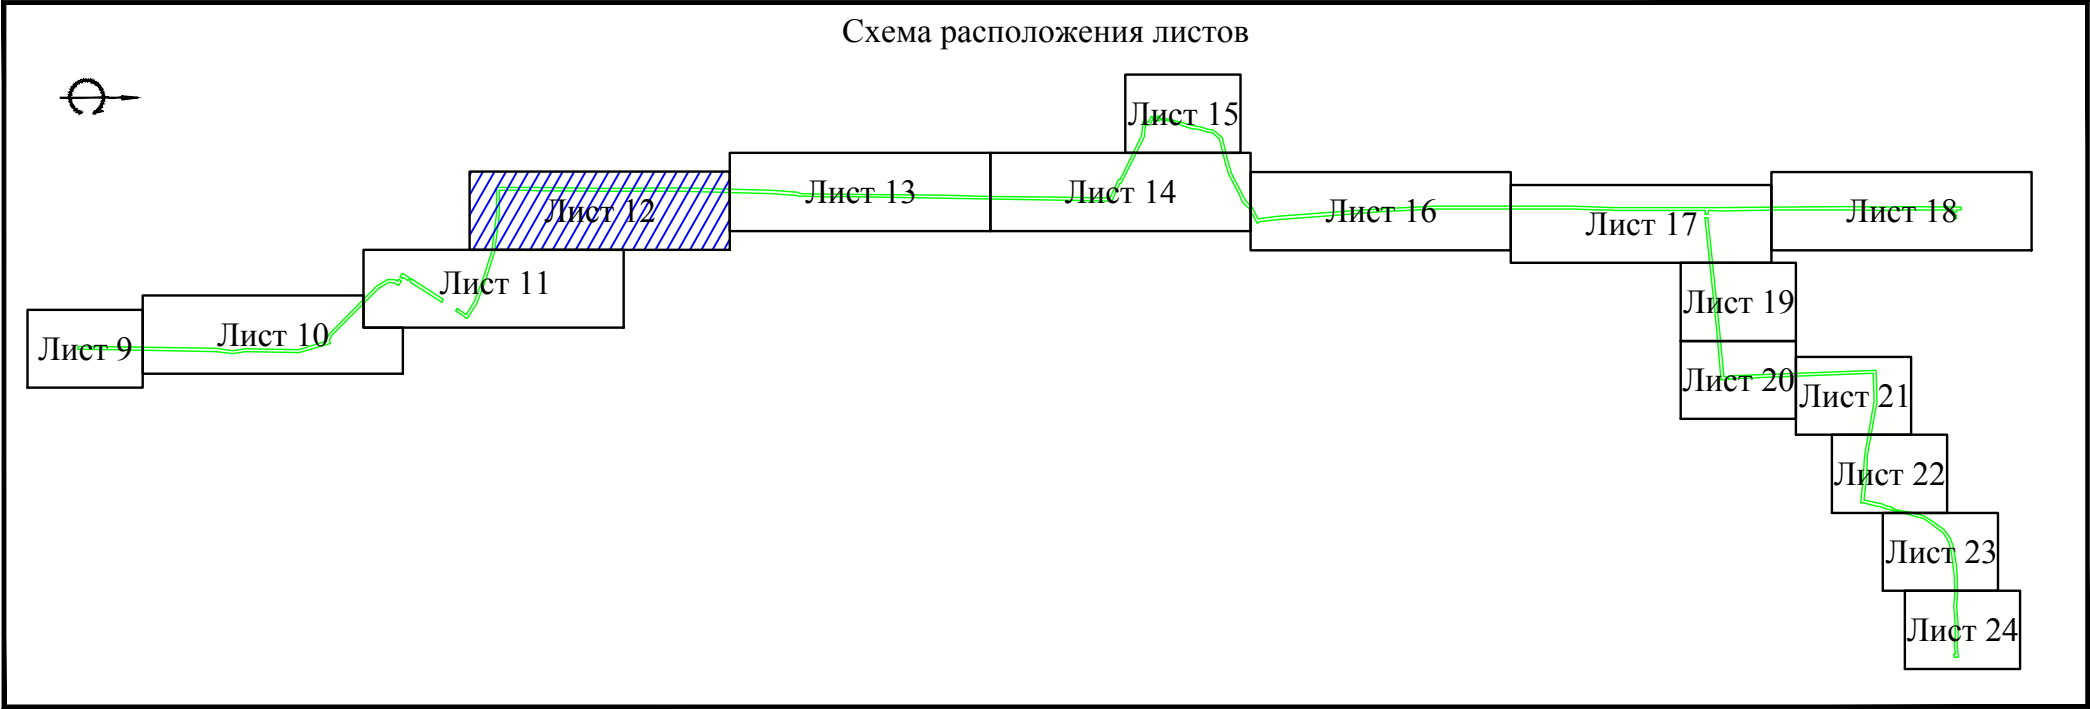 Схема расположения листов
Лист 15
Лист 13
Лист 14
Лист 12
Лист 16
Лист 17
Лист 18
Лист 11
Лист 19
Лист 10
Лист 9
Лист 20
Лист 21
Лист 22
Лист 23
Лист 24